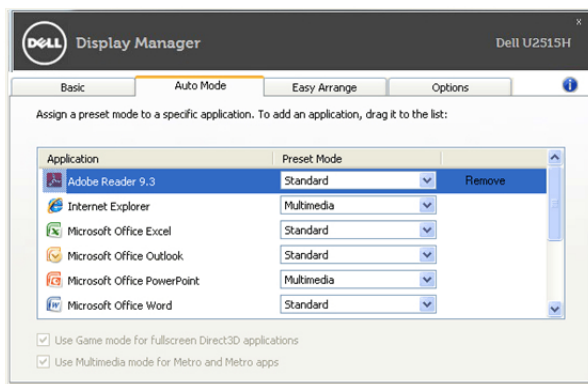 x
DELL Display Manager Dell U2515H
Basic Auto Mode Easy Arrange Options i
Assign a preset mode to a specific application. To add an application, drag it to the list:
Application Preset Mode
Adobe Reader 9.3 Standard Remove
Internet Explorer Multimedia
Microsoft Office Excel Standard
Microsoft Office Outlook Standard
Microsoft Office PowerPoint Multimedia
Microsoft Office Word Standard
Use Game mode for fullscreen Direct3D applications
Use Multimedia mode for Metro and Metro apps